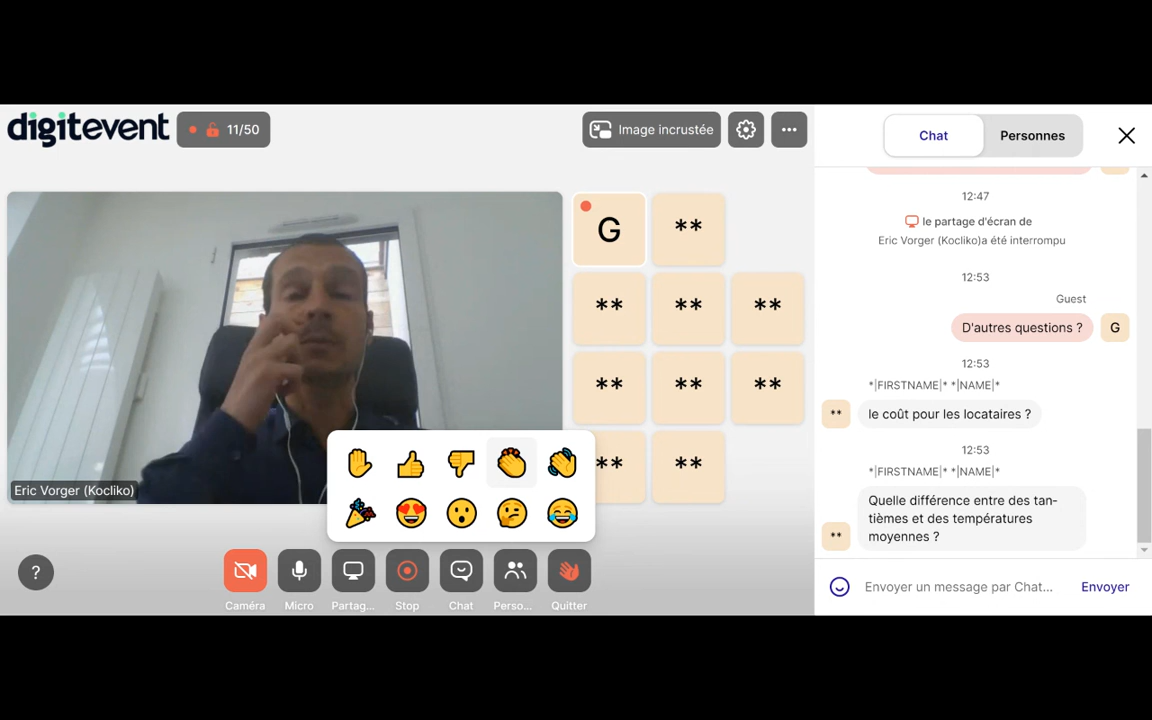 digitevent
11/50
Image incrustée
Chat
Personnes
12:47
le partage d'écran de
Eric Vorger (Kocliko)a été interrompu
12:53
Guest
D'autres questions ?
G
12:53
*|FIRSTNAME|* *|NAME|*
**
le coût pour les locataires ?
12:53
*|FIRSTNAME|* *|NAME|*
Quelle différence entre des tan-
tièmes et des températures
moyennes ?
**
G
**
**
**
**
**
**
**
**
**
Eric Vorger (Kocliko)
?
Caméra
Micro
Partag...
Stop
Chat
Perso...
Quitter
Envoyer un message par Chat...
Envoyer